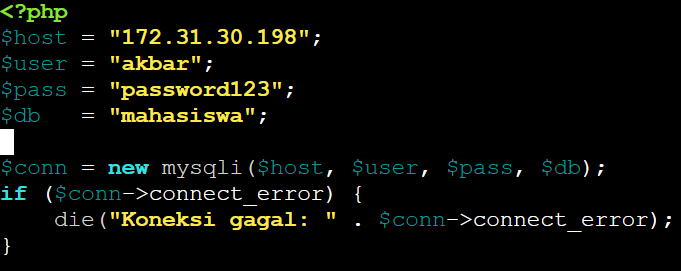 <?php
$host = "172.31.30.198";
$user = "akbar";
$pass = "password123";
$db   = "mahasiswa";
$conn = new mysqli($host, $user, $pass, $db);
if ($conn->connect_error) {
    die("Koneksi gagal: " . $conn->connect_error);
}